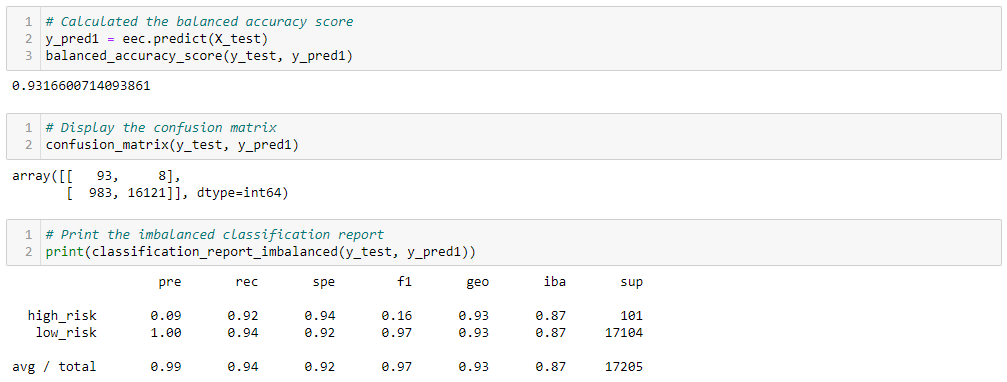 1 # Calculated the balanced accuracy score
2 y_pred1 = eec.predict(X_test)
3 balanced_accuracy_score(y_test, y_pred1)
0.9316600714093861
1 # Display the confusion matrix
2 confusion_matrix(y_test, y_pred1)
array([[   93,     8],
       [  983, 16121]], dtype=int64)
1 # Print the imbalanced classification report
2 print(classification_report_imbalanced(y_test, y_pred1))
pre rec spe f1 geo iba sup
high_risk 0.09 0.92 0.94 0.16 0.93 0.87 101
low_risk 1.00 0.94 0.92 0.97 0.93 0.87 17104
avg / total 0.99 0.94 0.92 0.97 0.93 0.87 17205